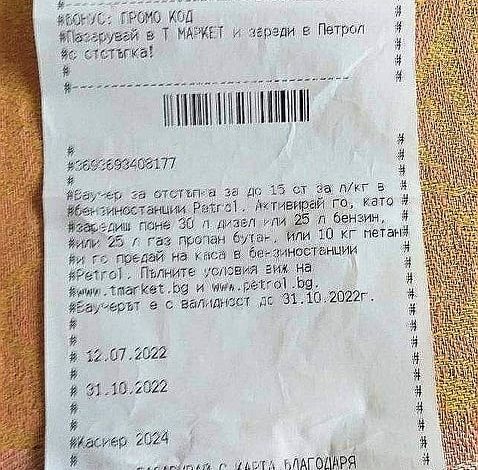 #-----------------------------------
#БОНУС: ПРОМО КОД #
#Пазарувай в Т МАРКЕТ и зареди в Петрол #
#с отстъпка! #
# #
#-----------------------------------
# #
#3693693408177 #
# #
#Ваучер за отстъпка за до 15 ст за л/кг в #
#бензиностанции Petrol. Активирай го, като #
#заредиш поне 30 л дизел или 25 л бензин, #
#или 25 л газ пропан бутан, или 10 кг метан#
#и го предай на каса в бензиностанции #
#Petrol. Пълните условия виж на #
#www.tmarket.bg и www.petrol.bg. #
#Ваучерът е с валидност до 31.10.2022г. #
# #
# 12.07.2022 #
# #
# 31.10.2022 #
# #
# #
#Касиер 2024 #
# ПАЗАРУВАЙ С КАРТА БЛАГОДАРЯ #